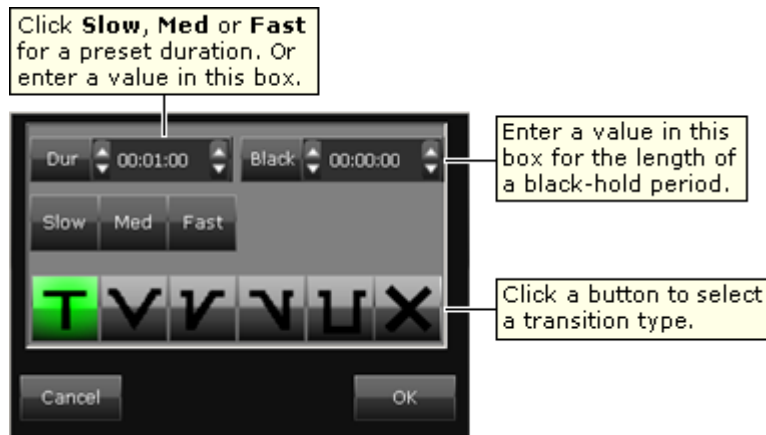 Click Slow, Med or Fast
for a preset duration. Or
enter a value in this box.
Dur 00:01:00 Black 00:00:00
Enter a value in this
box for the length of
a black-hold period.
Slow Med Fast
Click a button to select
a transition type.
Cancel OK